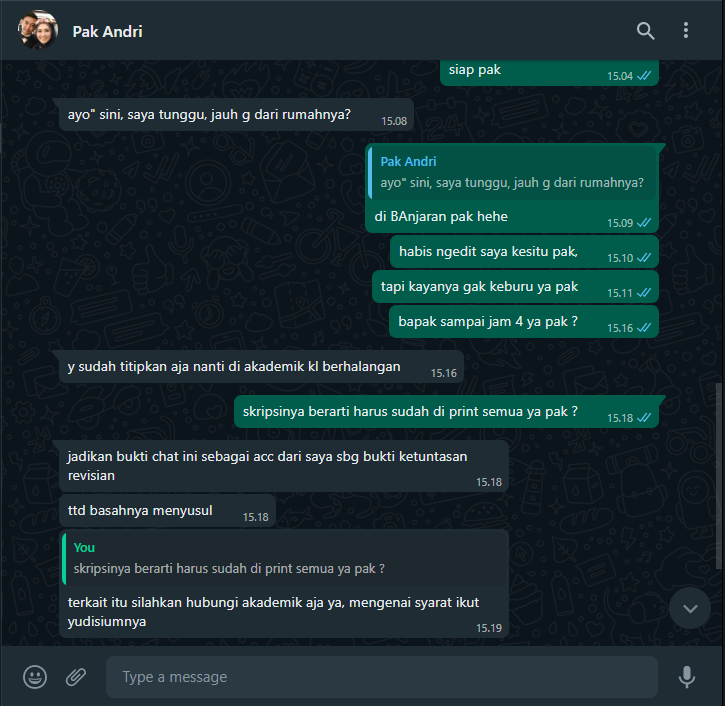 Pak Andri
siap pak
15.04
ayo" sini, saya tunggu, jauh g dari rumahnya?
15.08
Pak Andri
ayo" sini, saya tunggu, jauh g dari rumahnya?
di BAnjaran pak hehe
15.09
habis ngedit saya kesitu pak,
15.10
tapi kayanya gak keburu ya pak
15.11
bapak sampai jam 4 ya pak ?
15.16
y sudah titipkan aja nanti di akademik kl berhalangan
15.16
skripsinya berarti harus sudah di print semua ya pak ?
15.18
jadikan bukti chat ini sebagai acc dari saya sbg bukti ketuntasan
revisian
15.18
ttd basahnya menyusul
15.18
You
skripsinya berarti harus sudah di print semua ya pak ?
terkait itu silahkan hubungi akademik aja ya, mengenai syarat ikut
yudisiumnya
15.19
Type a message